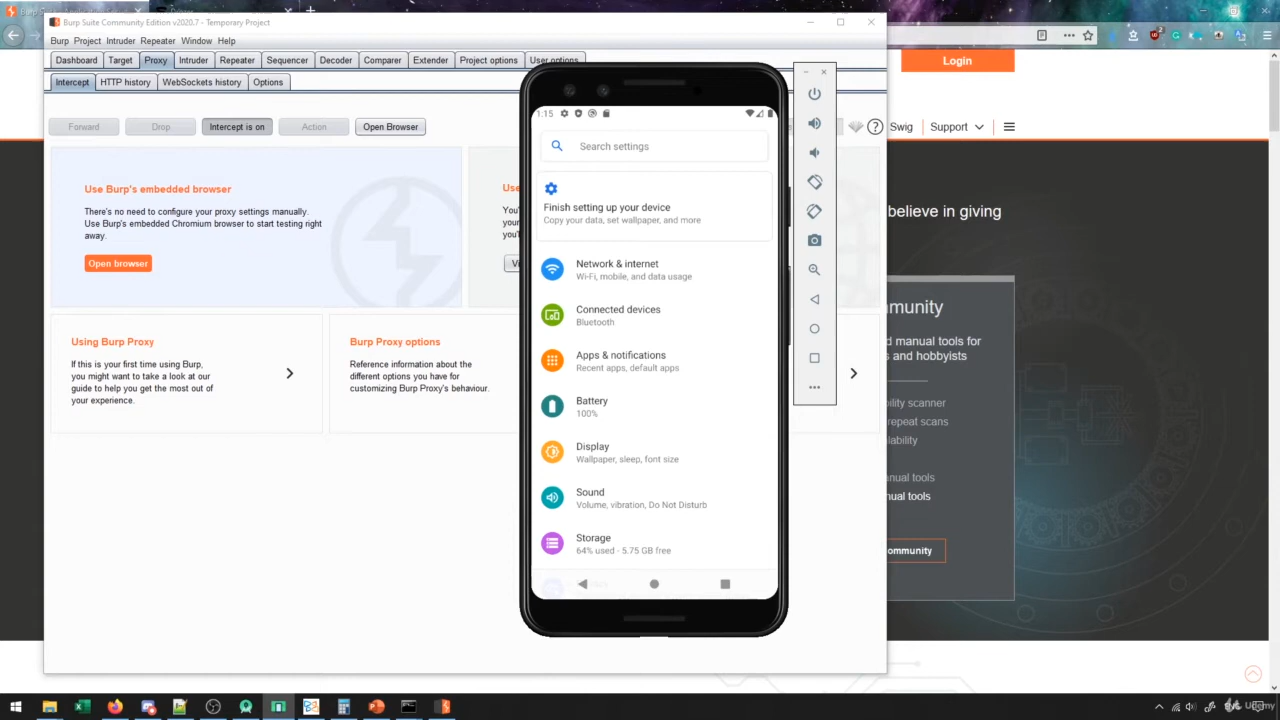 Burp Suite Community Edition v2020.7 - Temporary Project
Burp Project Intruder Repeater Window Help
Dashboard Target Proxy Intruder Repeater Sequencer Decoder Comparer Extender Project options User options
Intercept HTTP history WebSockets history Options
Forward Drop Intercept is on Action Open Browser
Use Burp's embedded browser
There's no need to configure your proxy settings manually.
Use Burp's embedded Chromium browser to start testing right
away.
Open browser
Using Burp Proxy
If this is your first time using Burp,
you might want to take a look at our
guide to help you get the most out of
your experience.
Burp Proxy options
Reference information about the
different options you have for
customizing Burp Proxy's behaviour.
1:15
Search settings
Finish setting up your device
Copy your data, set wallpaper, and more
Network & internet
Wi-Fi, mobile, and data usage
Connected devices
Bluetooth
Apps & notifications
Recent apps, default apps
Battery
100%
Display
Wallpaper, sleep, font size
Sound
Volume, vibration, Do Not Disturb
Storage
64% used - 5.75 GB free
Login
Swig Support
believe in giving
munity
d manual tools for
s and hobbyists
bility scanner
repeat scans
lability
nual tools
nual tools
ommunity
Udemy